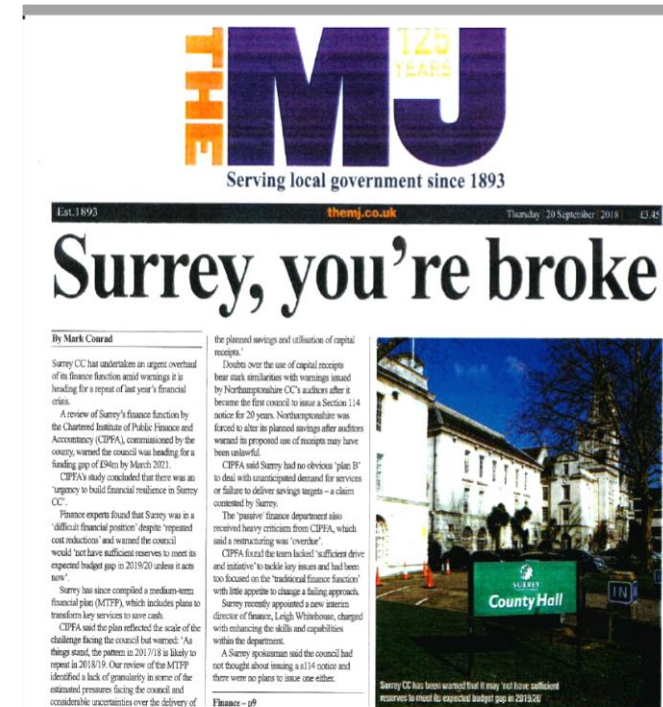 THE MJ
125
YEARS
Serving local government since 1893
Est.1893
themj.co.uk
Thursday 20 September 2018
£3.45
Surrey, you're broke
By Mark Conrad
Surrey CC has undertaken an urgent overhaul
of its finance function amid warnings it is
heading for a repeat of last year's financial
crisis.
A review of Surrey's finance function by
the Chartered Institute of Public Finance and
Accountancy (CIPFA), commissioned by the
county, warned the council was heading for a
funding gap of £94m by March 2021.
CIPFA's study concluded that there was an
'urgency to build financial resilience in Surrey
CC'.
Finance experts found that Surrey was in a
'difficult financial position' despite 'repeated
cost reductions' and warned the council
would 'not have sufficient reserves to meet its
expected budget gap in 2019/20 unless it acts
now'.
Surrey has since compiled a medium-term
financial plan (MTFP), which includes plans to
transform key services to save cash.
CIPFA said the plan reflected the scale of the
challenge facing the council but warned: 'As
things stand, the pattern in 2017/18 is likely to
repeat in 2018/19. Our review of the MTFP
identified a lack of granularity in some of the
estimated pressures facing the council and
considerable uncertainties over the delivery of
the planned savings and utilisation of capital
receipts.'
Doubts over the use of capital receipts
bear stark similarities with warnings issued
by Northamptonshire CC's auditors after it
became the first council to issue a Section 114
notice for 20 years. Northamptonshire was
forced to alter its planned savings after auditors
warned its proposed use of receipts may have
been unlawful.
CIPFA said Surrey had no obvious 'plan B'
to deal with unanticipated demand for services
or failure to deliver savings targets – a claim
contested by Surrey.
The 'passive' finance department also
received heavy criticism from CIPFA, which
said a restructuring was 'overdue'.
CIPFA found the team lacked 'sufficient drive
and initiative' to tackle key issues and had been
too focused on the 'traditional finance function'
with little appetite to change a failing approach.
Surrey recently appointed a new interim
director of finance, Leigh Whitehouse, charged
with enhancing the skills and capabilities
within the department.
A Surrey spokesman said the council had
not thought about issuing a s114 notice and
there were no plans to issue one either.
Finance – p9
SURREY
County Hall
IN
Surrey CC has been warned that it may 'not have sufficient
reserves to meet its expected budget gap in 2019/20'